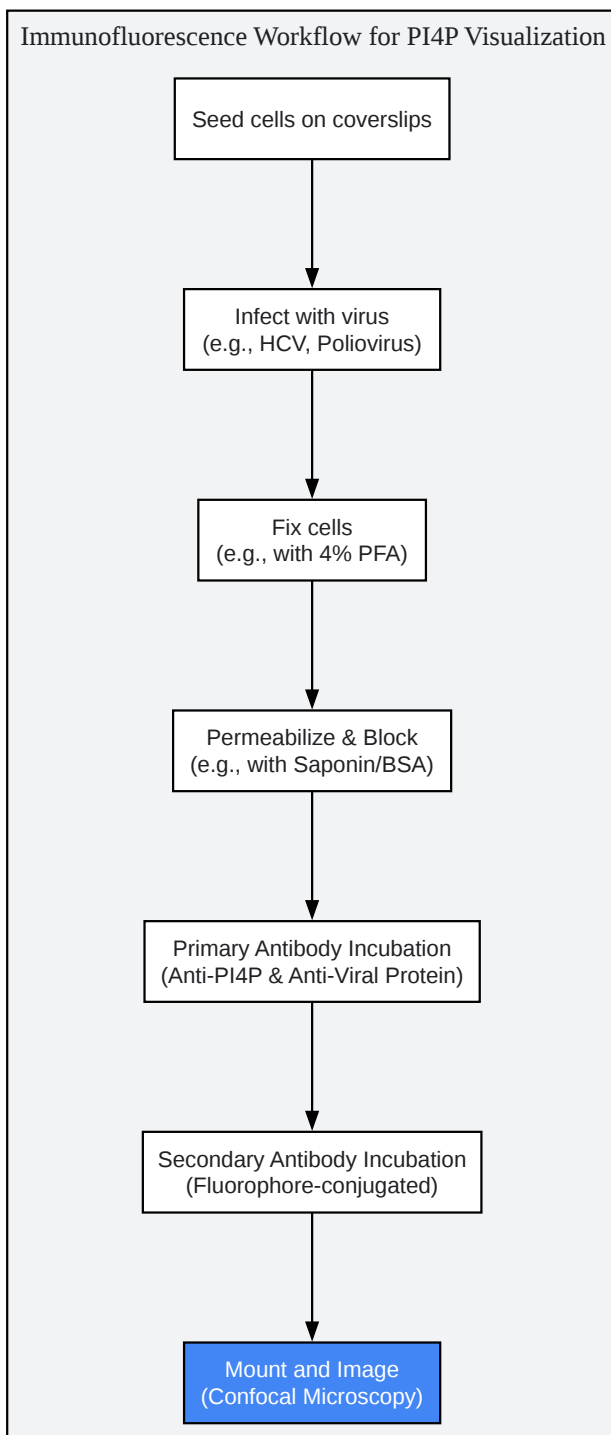 Immunofluorescence Workflow for PI4P Visualization
Seed cells on coverslips
Infect with virus
(e.g., HCV, Poliovirus)
Fix cells
(e.g., with 4% PFA)
Permeabilize & Block
(e.g., with Saponin/BSA)
Primary Antibody Incubation
(Anti-PI4P & Anti-Viral Protein)
Secondary Antibody Incubation
(Fluorophore-conjugated)
Mount and Image
(Confocal Microscopy)